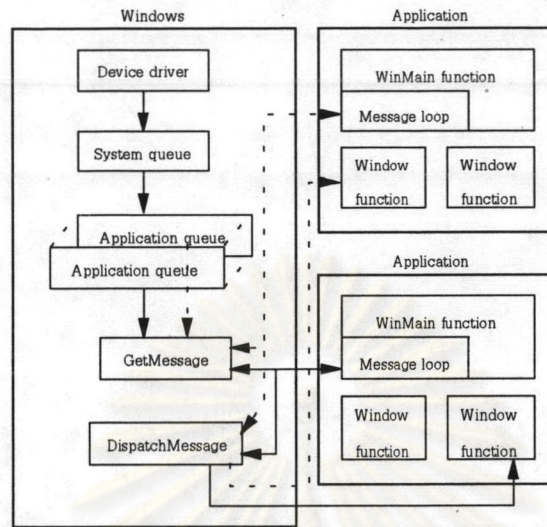 Windows
Device driver
System queue
Application queue
Application queue
GetMessage
DispatchMessage
Application
WinMain function
Message loop
Window
function
Window
function
Application
WinMain function
Message loop
Window
function
Window
function